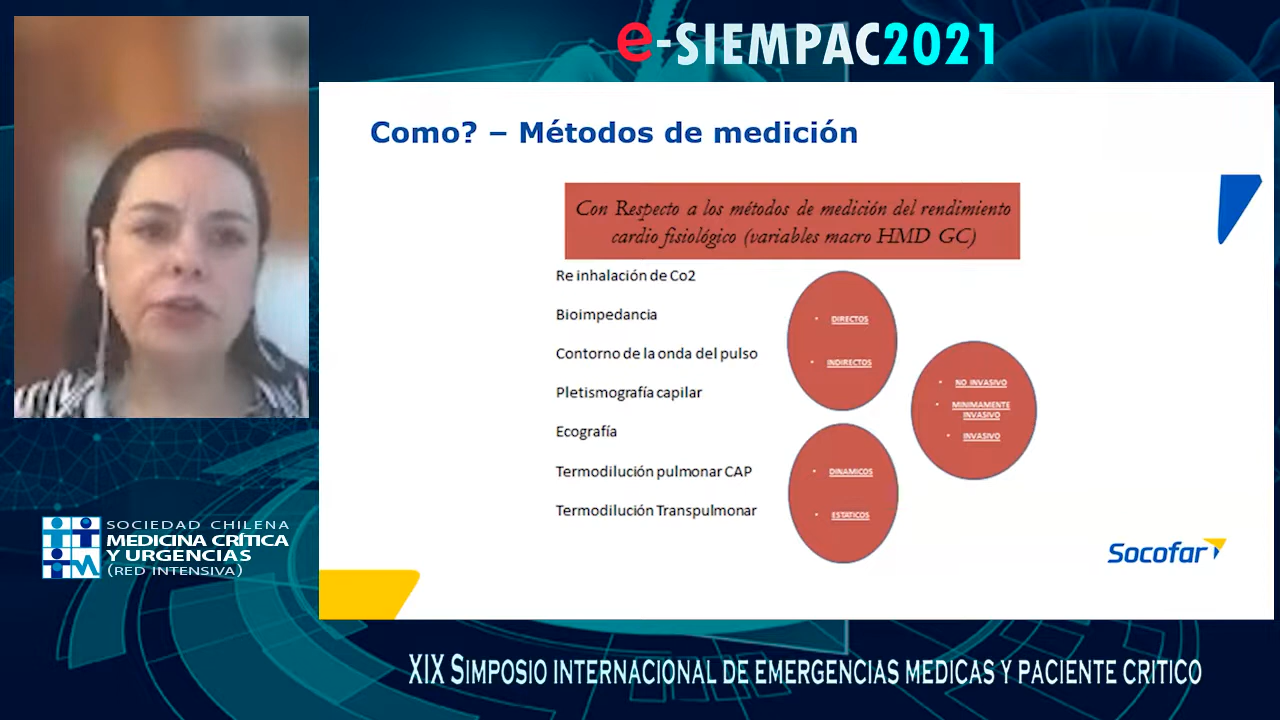 e-SIEMPAC2021
Como? – Métodos de medición
Con Respecto a los métodos de medición del rendimiento
cardio fisiológico (variables macro HMD GC)
Re inhalación de Co2
Bioimpedancia
Contorno de la onda del pulso
Pletismografía capilar
Ecografía
Termodilución pulmonar CAP
Termodilución Transpulmonar
• DIRECTOS
• INDIRECTOS
• DINAMICOS
• ESTATICOS
• NO INVASIVO
• MINIMAMENTE
INVASIVO
• INVASIVO
Socofar
SOCIEDAD CHILENA
MEDICINA CRÍTICA
Y URGENCIAS
(RED INTENSIVA)
XIX SIMPOSIO INTERNACIONAL DE EMERGENCIAS MEDICAS Y PACIENTE CRITICO